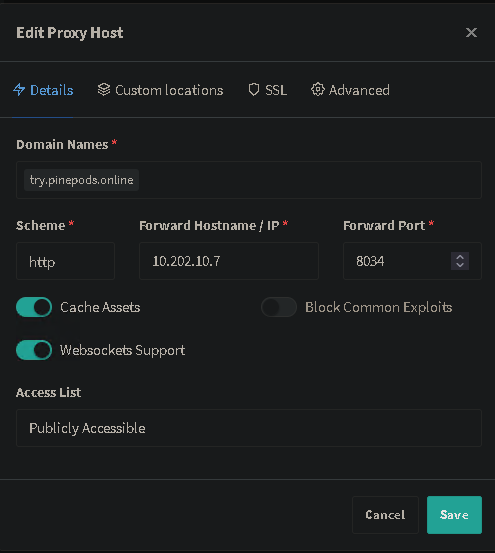 Edit Proxy Host
Details Custom locations SSL Advanced
Domain Names *
try.pinepods.online
Scheme * Forward Hostname / IP * Forward Port *
http 10.202.10.7 8034
Cache Assets Block Common Exploits
Websockets Support
Access List
Publicly Accessible
Cancel Save